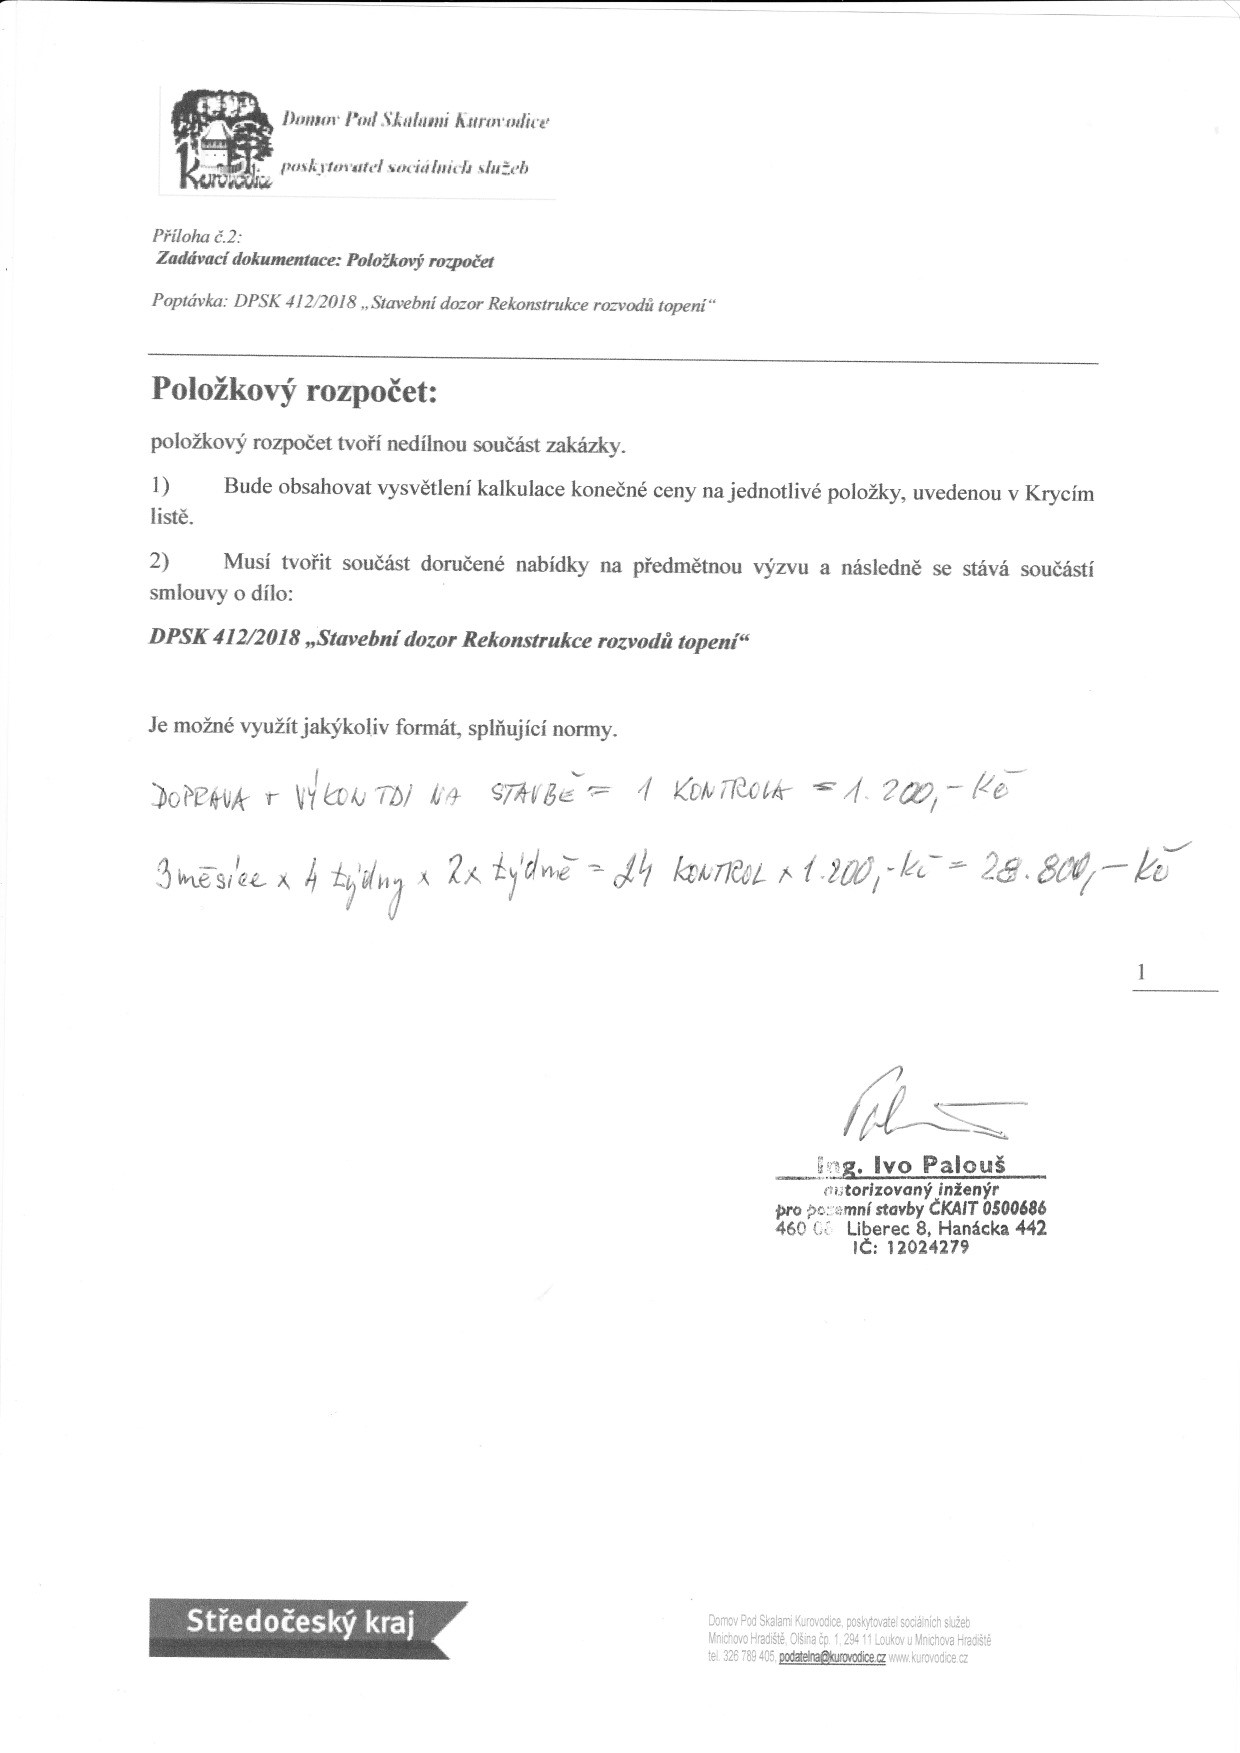 Kurovodice
Domov Pod Skalami Kurovodice
poskytovatel sociálních služeb
Příloha č.2:
Zadávací dokumentace: Položkový rozpočet
Poptávka: DPSK 412/2018 „Stavební dozor Rekonstrukce rozvodů topení“
Položkový rozpočet:
položkový rozpočet tvoří nedílnou součást zakázky.
1) Bude obsahovat vysvětlení kalkulace konečné ceny na jednotlivé položky, uvedenou v Krycím
listě.
2) Musí tvořit součást doručené nabídky na předmětnou výzvu a následně se stává součástí
smlouvy o dílo:
DPSK 412/2018 „Stavební dozor Rekonstrukce rozvodů topení“
Je možné využít jakýkoliv formát, splňující normy.
DOPRAVA + VÝKON TDI NA STAVBĚ = 1 KONTROLA = 1.200,- Kč
3 měsíce x 4 týdny x 2x týdně = 24 KONTROL x 1.200,- Kč = 28.800,- Kč
1
Ing. Ivo Palouš
autorizovaný inženýr
pro pozemní stavby ČKAIT 0500686
460 Liberec 8, Hanácka 442
IČ: 12024279
Středočeský kraj
Domov Pod Skalami Kurovodice, poskytovatel sociálních služeb
Mnichovo Hradiště, Olšina čp. 1, 294 11 Loukov u Mnichova Hradiště
tel. 326 789 405, podatelna@kurovodice.cz www.kurovodice.cz